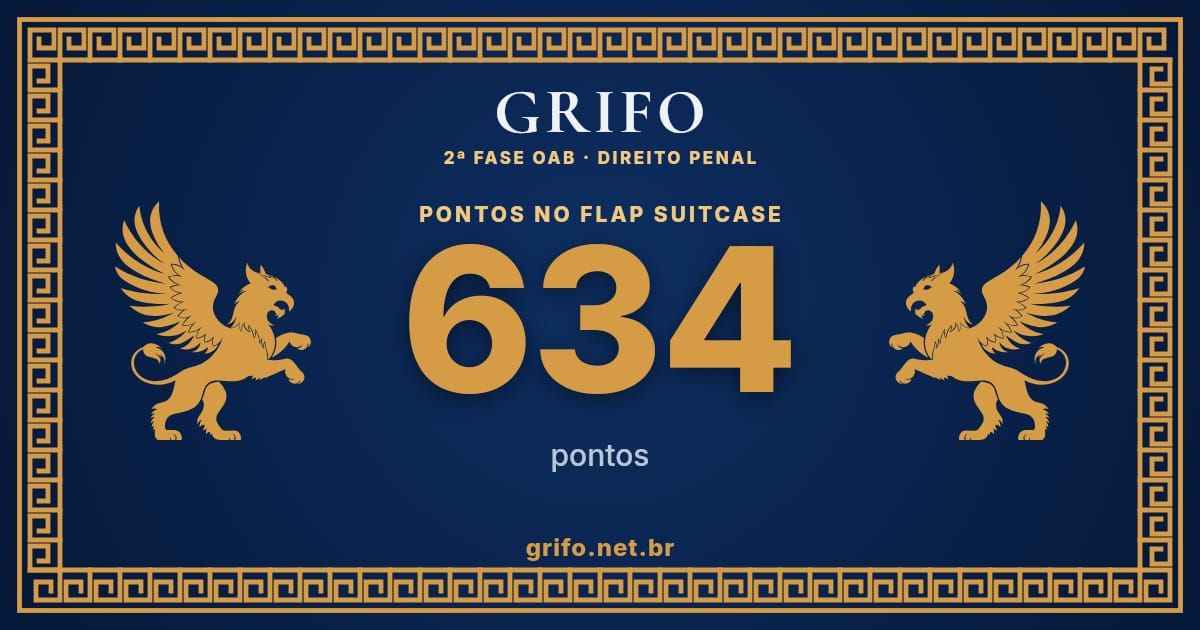 GRIFO
2ª FASE OAB · DIREITO PENAL
PONTOS NO FLAP SUITCASE
634
pontos
grifo.net.br